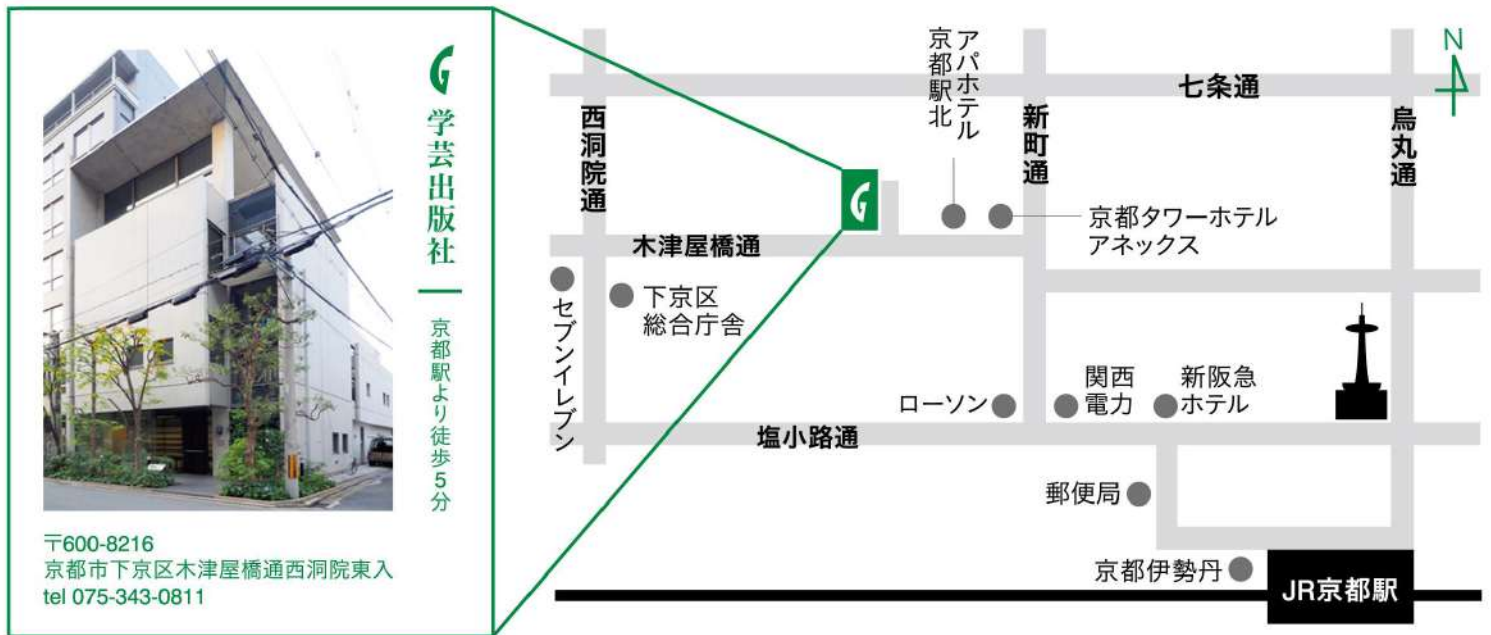 学芸出版社
京都駅より徒歩5分
〒600-8216
京都市下京区木津屋橋通西洞院東入
tel 075-343-0811
アパホテル
京都駅北
N
七条通
西洞院通
新町通
烏丸通
京都タワーホテル
アネックス
木津屋橋通
セブンイレブン
下京区
総合庁舎
ローソン
関西
電力
新阪急
ホテル
塩小路通
郵便局
京都伊勢丹
JR京都駅